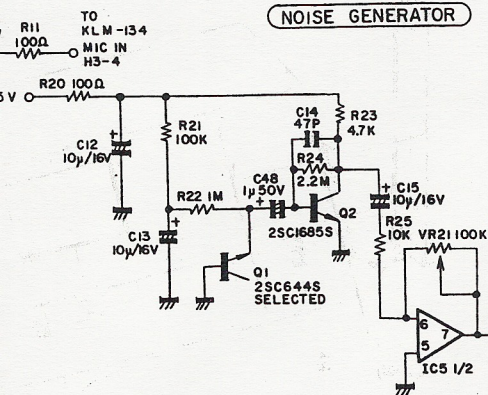 NOISE GENERATOR
TO
KLM-134
MIC IN
H3-4
R11
100Ω
R20 100Ω
V
C12
10μ/16V
R21
100K
R22 1M
C13
10μ/16V
C48
1μ50V
C14
47P
R24
2.2M
R23
4.7K
Q2
2SC1685S
Q1
2SC644S
SELECTED
C15
10μ/16V
R25
10K
VR21 100K
6
5
7
IC5 1/2